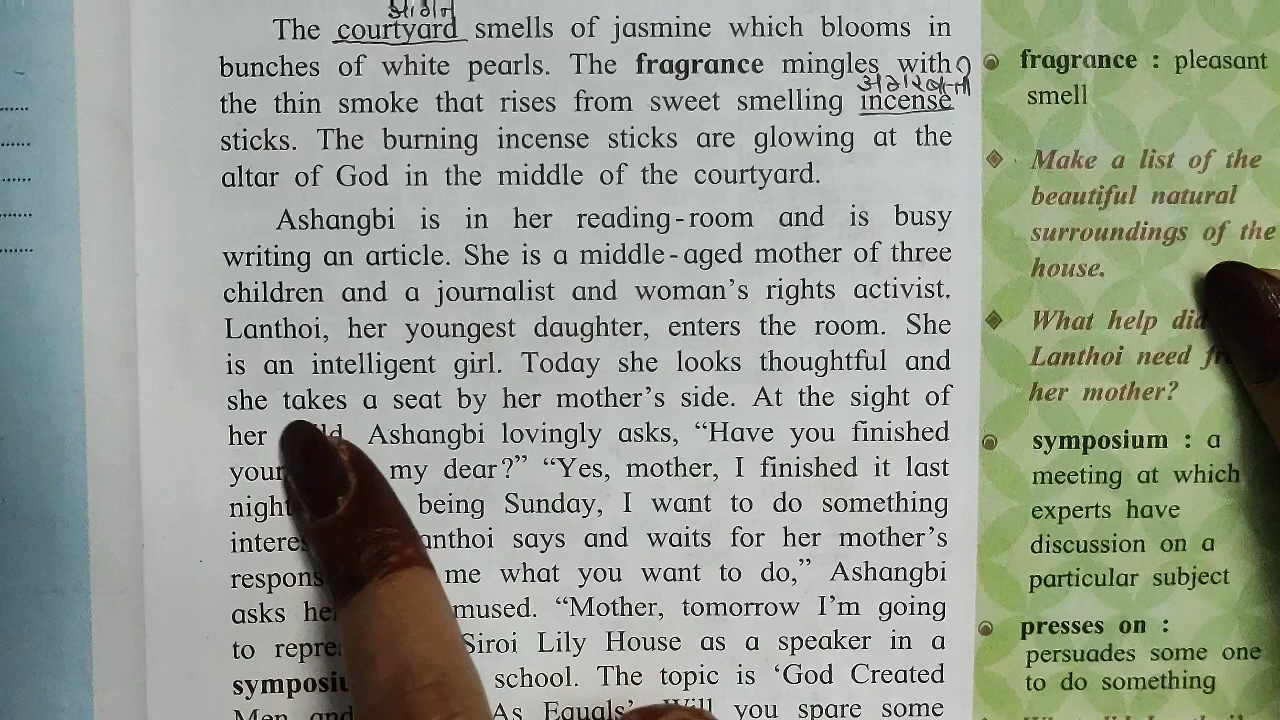 आंगन
The courtyard smells of jasmine which blooms in
bunches of white pearls. The fragrance mingles with
अगरबत्ती
the thin smoke that rises from sweet smelling incense
sticks. The burning incense sticks are glowing at the
altar of God in the middle of the courtyard.
Ashangbi is in her reading-room and is busy
writing an article. She is a middle-aged mother of three
children and a journalist and woman's rights activist.
Lanthoi, her youngest daughter, enters the room. She
is an intelligent girl. Today she looks thoughtful and
she takes a seat by her mother's side. At the sight of
her Ashangbi lovingly asks, "Have you finished
your my dear?" "Yes, mother, I finished it last
night being Sunday, I want to do something
says and waits for her mother's
me what you want to do," Ashangbi
asks "Mother, tomorrow I'm going
to Siroi Lily House as a speaker in a
school. The topic is 'God Created
Men and As Equals'. Will you spare some
fragrance : pleasant
smell
Make a list of the
beautiful natural
surroundings of the
house.
What help did
Lanthoi need
her mother?
symposium : a
meeting at which
experts have
discussion on a
particular subject
presses on :
persuades some one
to do something